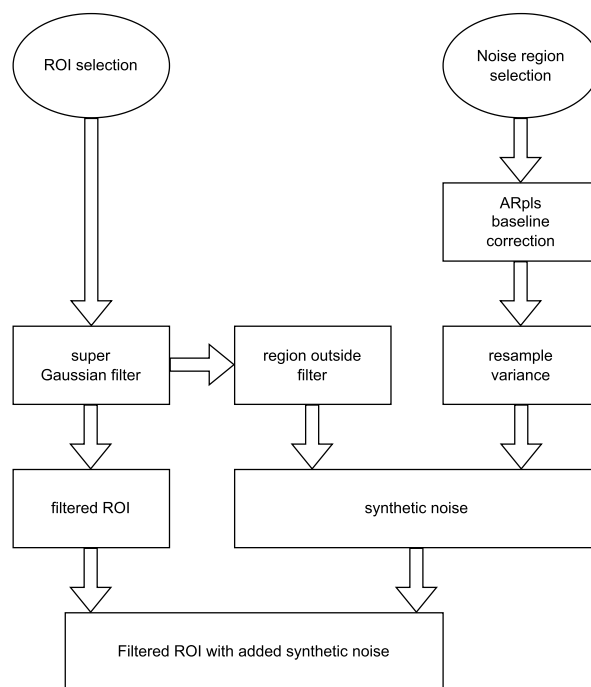 ROI selection
Noise region
selection
ARpls
baseline
correction
super
Gaussian filter
region outside
filter
resample
variance
filtered ROI
synthetic noise
Filtered ROI with added synthetic noise